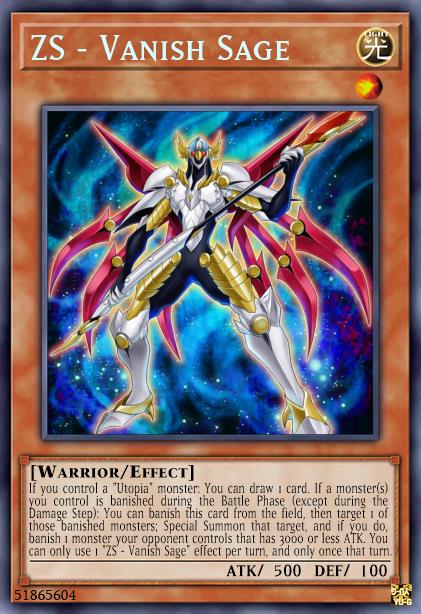 ZS - Vanish Sage
LIGHT
光
[Warrior/Effect]
If you control a "Utopia" monster: You can draw 1 card. If a monster(s)
you control is banished during the Battle Phase (except during the
Damage Step): You can banish this card from the field, then target 1 of
those banished monsters; Special Summon that target, and if you do,
banish 1 monster your opponent controls that has 3000 or less ATK. You
can only use 1 "ZS - Vanish Sage" effect per turn, and only once that turn.
ATK/ 500 DEF/ 100
51865604